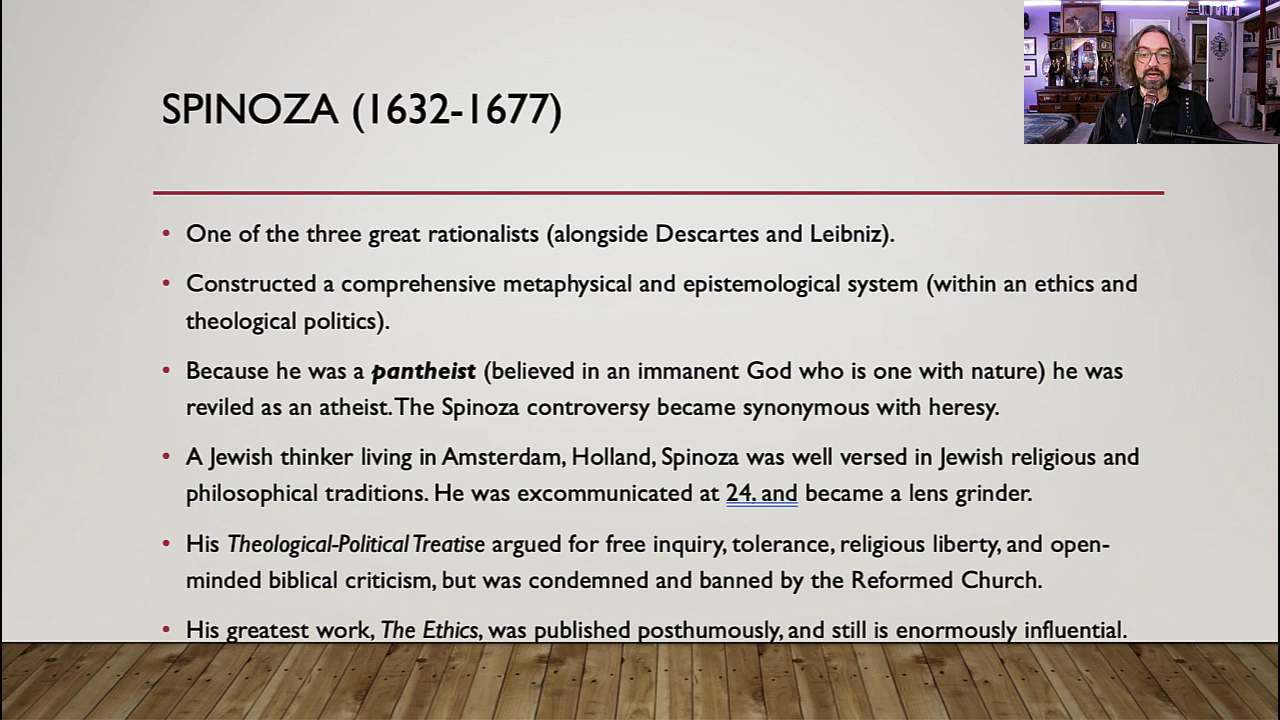 SPINOZA (1632-1677)
• One of the three great rationalists (alongside Descartes and Leibniz).
• Constructed a comprehensive metaphysical and epistemological system (within an ethics and
theological politics).
• Because he was a pantheist (believed in an immanent God who is one with nature) he was
reviled as an atheist. The Spinoza controversy became synonymous with heresy.
• A Jewish thinker living in Amsterdam, Holland, Spinoza was well versed in Jewish religious and
philosophical traditions. He was excommunicated at 24. and became a lens grinder.
• His Theological-Political Treatise argued for free inquiry, tolerance, religious liberty, and open-
minded biblical criticism, but was condemned and banned by the Reformed Church.
• His greatest work, The Ethics, was published posthumously, and still is enormously influential.